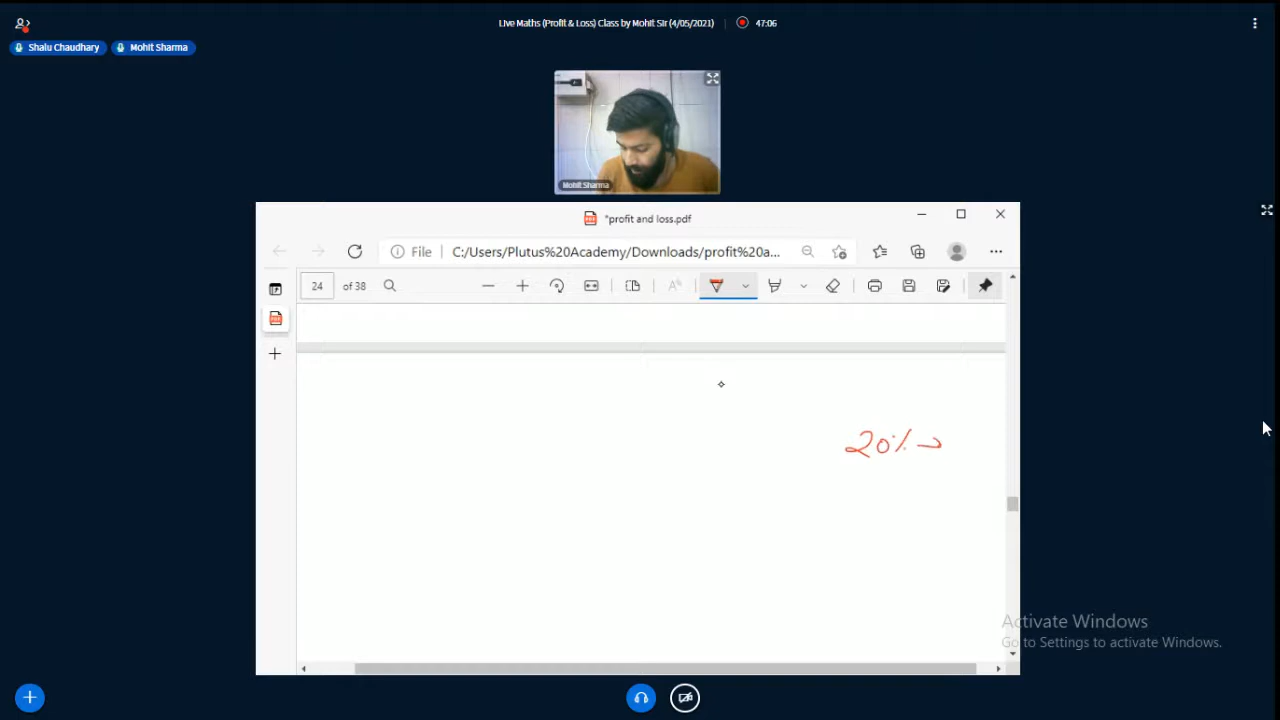 Live Maths (Profit & Loss) Class by Mohit Sir (4/05/2021) 47:06
Shalu Chaudhary Mohit Sharma
Mohit Sharma
*profit and loss.pdf
File C:/Users/Plutus%20Academy/Downloads/profit%20a...
24 of 38
20% →
Activate Windows
Go to Settings to activate Windows.